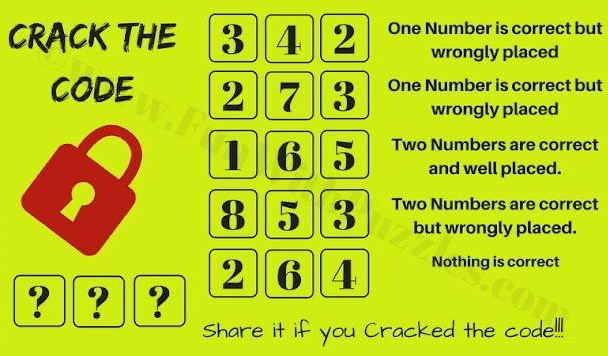 CRACK THE
CODE
3 4 2
One Number is correct but
wrongly placed
2 7 3
One Number is correct but
wrongly placed
1 6 5
Two Numbers are correct
and well placed.
8 5 3
Two Numbers are correct
but wrongly placed.
2 6 4
Nothing is correct
? ? ?
Share it if you Cracked the code!!!